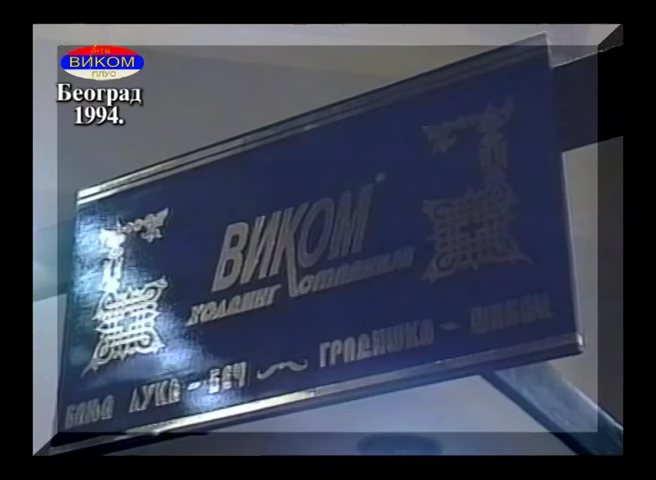 ВИКОМ
ПЛУС
Београд
1994.
ВИКОМ
ХОЛДИНГ КОМПАНИЈА
БАЊА ЛУКА - БЕЧ ГРАДИШКА - ШАБАЦ